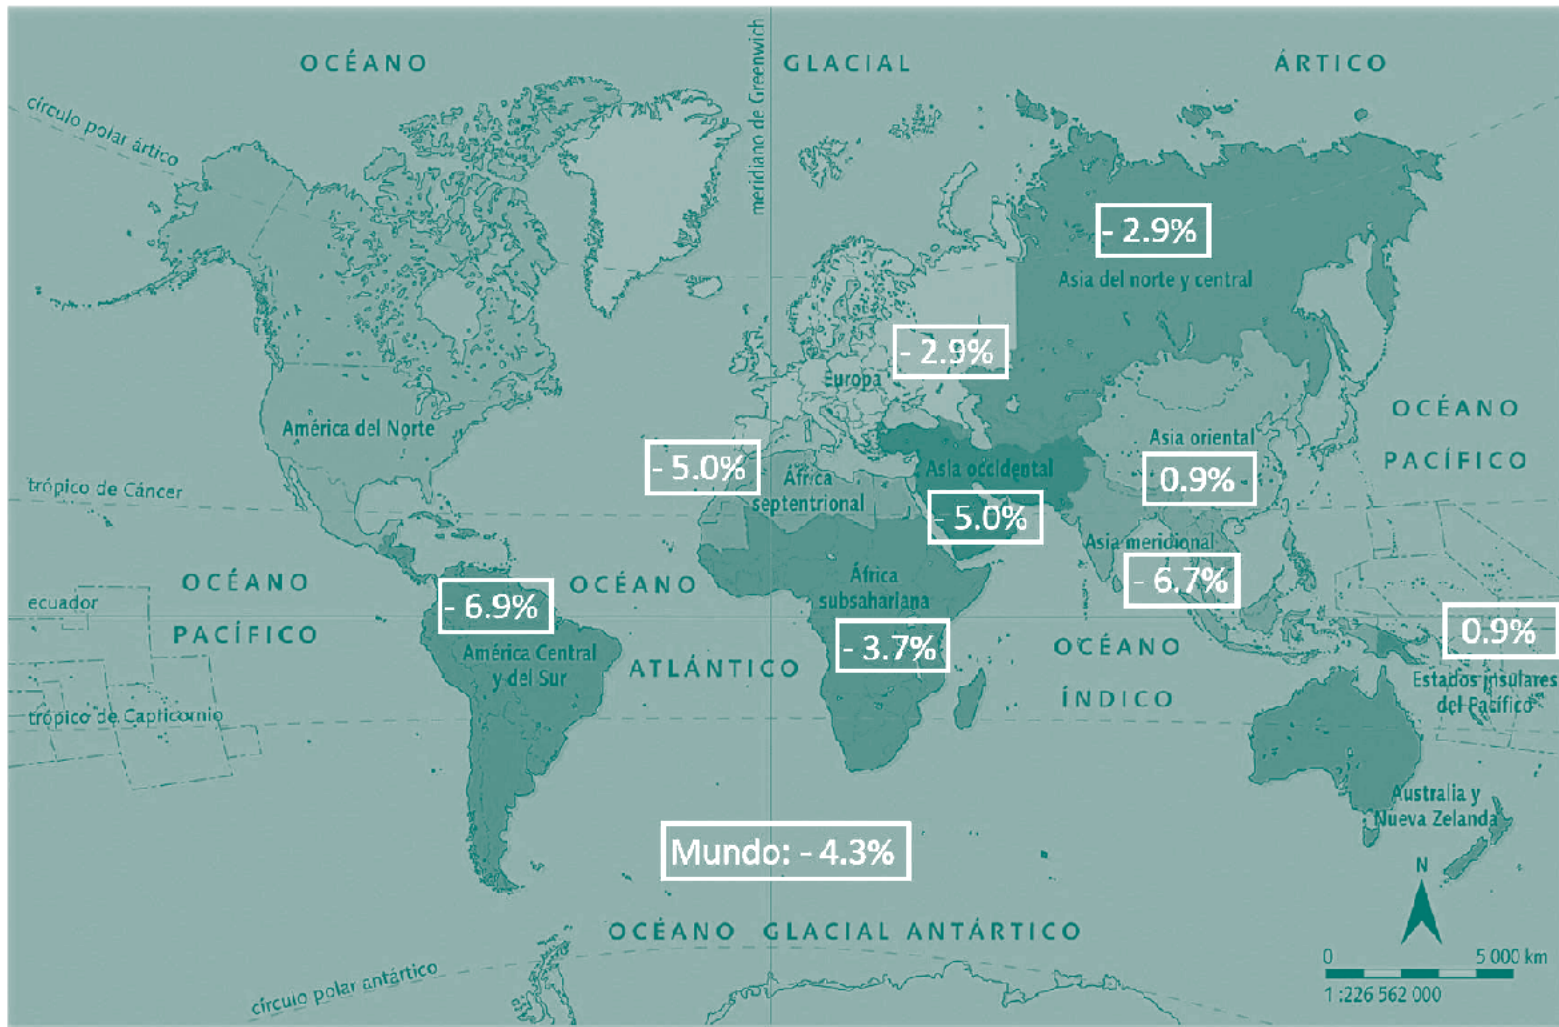 OCÉANO GLACIAL ÁRTICO
meridiano de Greenwich
círculo polar ártico
- 2.9%
Asia del norte y central
- 2.9%
Europa
OCÉANO
PACÍFICO
América del Norte
Asia oriental
0.9%
- 5.0%
África
septentrional
Asia occidental
- 5.0%
trópico de Cáncer
Asia meridional
- 6.7%
OCÉANO
PACÍFICO
ecuador
- 6.9%
América Central
y del Sur
OCÉANO
ATLÁNTICO
África
subsahariana
- 3.7%
OCÉANO
ÍNDICO
0.9%
Estados insulares
del Pacífico
trópico de Capricornio
Australia y
Nueva Zelanda
Mundo: - 4.3%
OCÉANO GLACIAL ANTÁRTICO
círculo polar antártico
N
0 5 000 km
1 :226 562 000